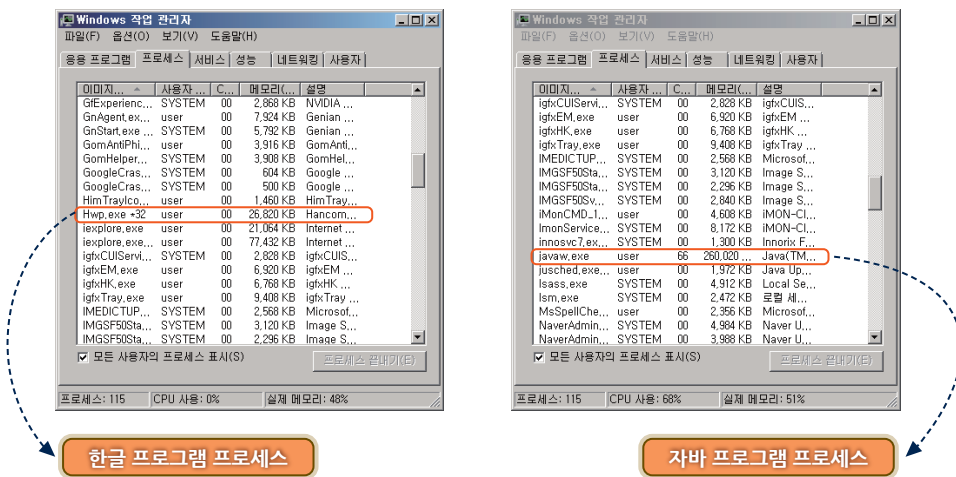 Windows 작업 관리자
파일(F) 옵션(O) 보기(V) 도움말(H)
응용 프로그램 프로세스 서비스 성능 네트워킹 사용자
이미지... 사용자 ... C... 메모리(... 설명
GfExperienc... SYSTEM 00 2,868 KB NVIDIA ...
GnAgent,ex... user 00 7,924 KB Genian ...
GnStart,exe ... SYSTEM 00 5,792 KB Genian ...
GomAntiPhi... user 00 3,916 KB GomAnti...
GomHelper... SYSTEM 00 3,908 KB GomHel...
GoogleCras... SYSTEM 00 604 KB Google ...
GoogleCras... SYSTEM 00 500 KB Google ...
HimTrayIco... user 00 1,460 KB HimTray...
Hwp,exe *32 user 00 26,820 KB Hancom...
iexplore,exe user 00 21,064 KB Internet ...
iexplore,exe... user 00 77,432 KB Internet ...
igfxCUIServi... SYSTEM 00 2,828 KB igfxCUIS...
igfxEM,exe user 00 6,920 KB igfxEM ...
igfxHK,exe user 00 6,768 KB igfxHK ...
igfxTray,exe user 00 9,408 KB igfxTray ...
IMEDICTUP... SYSTEM 00 2,568 KB Microsof...
IMGSF50Sta... SYSTEM 00 3,120 KB Image S...
IMGSF50Sta... SYSTEM 00 2,296 KB Image S...
모든 사용자의 프로세스 표시(S) 프로세스 끝내기(E)
프로세스: 115 CPU 사용: 0% 실제 메모리: 48%
한글 프로그램 프로세스
Windows 작업 관리자
파일(F) 옵션(O) 보기(V) 도움말(H)
응용 프로그램 프로세스 서비스 성능 네트워킹 사용자
이미지... 사용자 ... C... 메모리(... 설명
igfxCUIServi... SYSTEM 00 2,828 KB igfxCUIS...
igfxEM,exe user 00 6,920 KB igfxEM ...
igfxHK,exe user 00 6,768 KB igfxHK ...
igfxTray,exe user 00 9,408 KB igfxTray ...
IMEDICTUP... SYSTEM 00 2,568 KB Microsof...
IMGSF50Sta... SYSTEM 00 3,120 KB Image S...
IMGSF50Sta... SYSTEM 00 2,296 KB Image S...
IMGSF50Sv... SYSTEM 00 2,840 KB Image S...
iMonCMD_1... user 00 4,608 KB iMON-CI...
ImonService... SYSTEM 00 8,172 KB iMON-CI...
innosvc7,ex... user 00 1,300 KB Innorix F...
javaw,exe user 66 260,020 ... Java(TM...
jusched,exe... user 00 1,972 KB Java Up...
lsass,exe SYSTEM 00 4,912 KB Local Se...
lsm,exe SYSTEM 00 2,472 KB 로컬 세...
MsSpellChe... user 00 2,356 KB Microsof...
NaverAdmin... SYSTEM 00 4,984 KB Naver U...
NaverAdmin... SYSTEM 00 3,988 KB Naver U...
모든 사용자의 프로세스 표시(S) 프로세스 끝내기(E)
프로세스: 115 CPU 사용: 68% 실제 메모리: 51%
자바 프로그램 프로세스